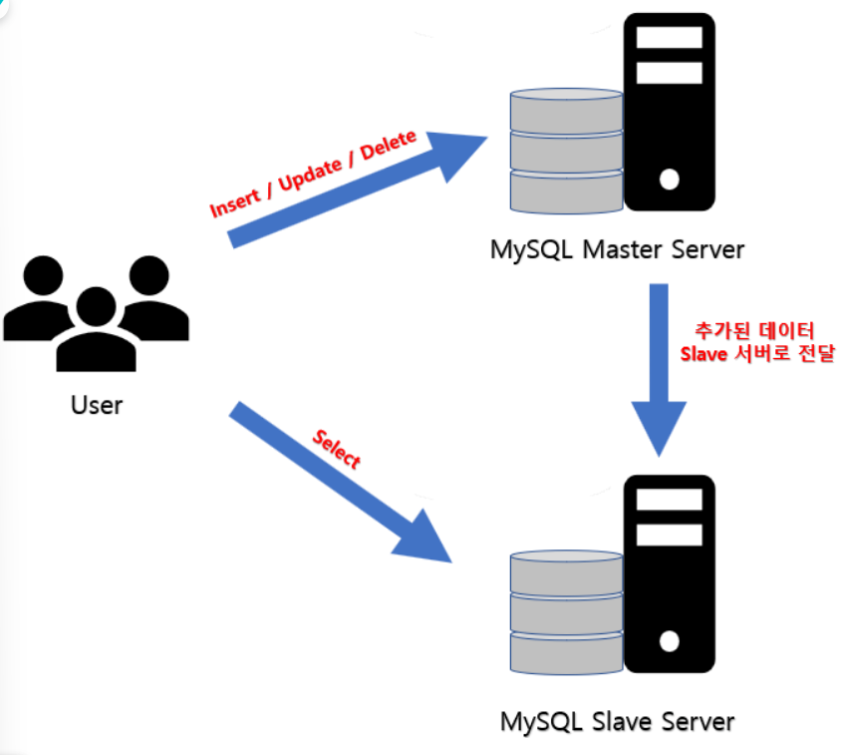 Insert / Update / Delete
MySQL Master Server
추가된 데이터
Slave 서버로 전달
User
Select
MySQL Slave Server